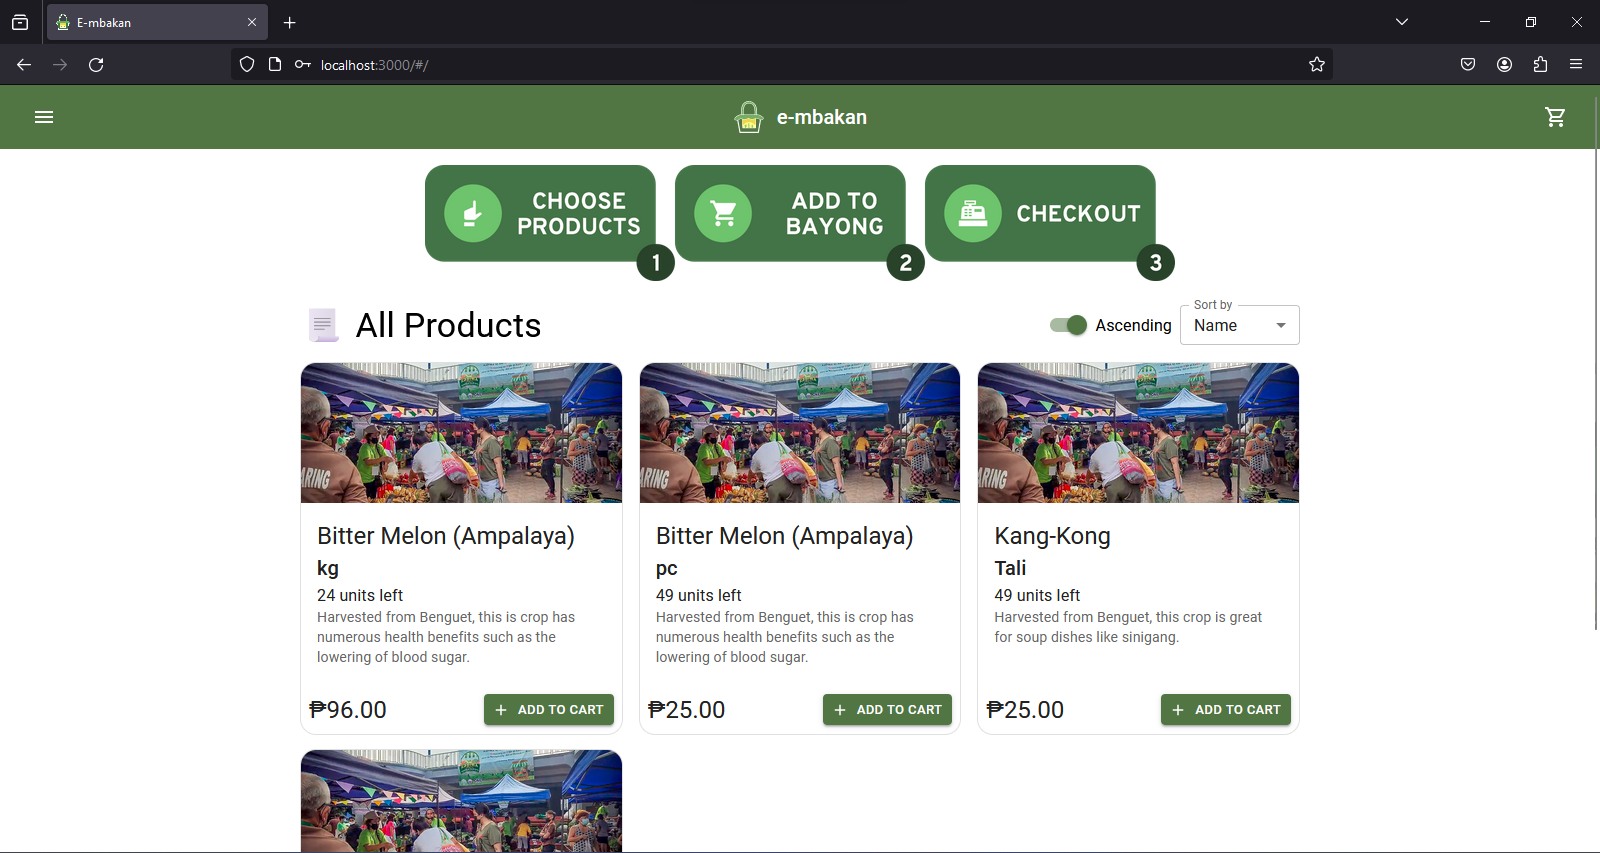 E-mbakan
localhost:3000/#/
e-mbakan
CHOOSE
PRODUCTS
1
ADD TO
BAYONG
2
CHECKOUT
3
All Products
Ascending
Sort by
Name
ARING
ARING
ARING
Bitter Melon (Ampalaya)
kg
24 units left
Harvested from Benguet, this is crop has
numerous health benefits such as the
lowering of blood sugar.
₱96.00
ADD TO CART
Bitter Melon (Ampalaya)
pc
49 units left
Harvested from Benguet, this is crop has
numerous health benefits such as the
lowering of blood sugar.
₱25.00
ADD TO CART
Kang-Kong
Tali
49 units left
Harvested from Benguet, this crop is great
for soup dishes like sinigang.
₱25.00
ADD TO CART